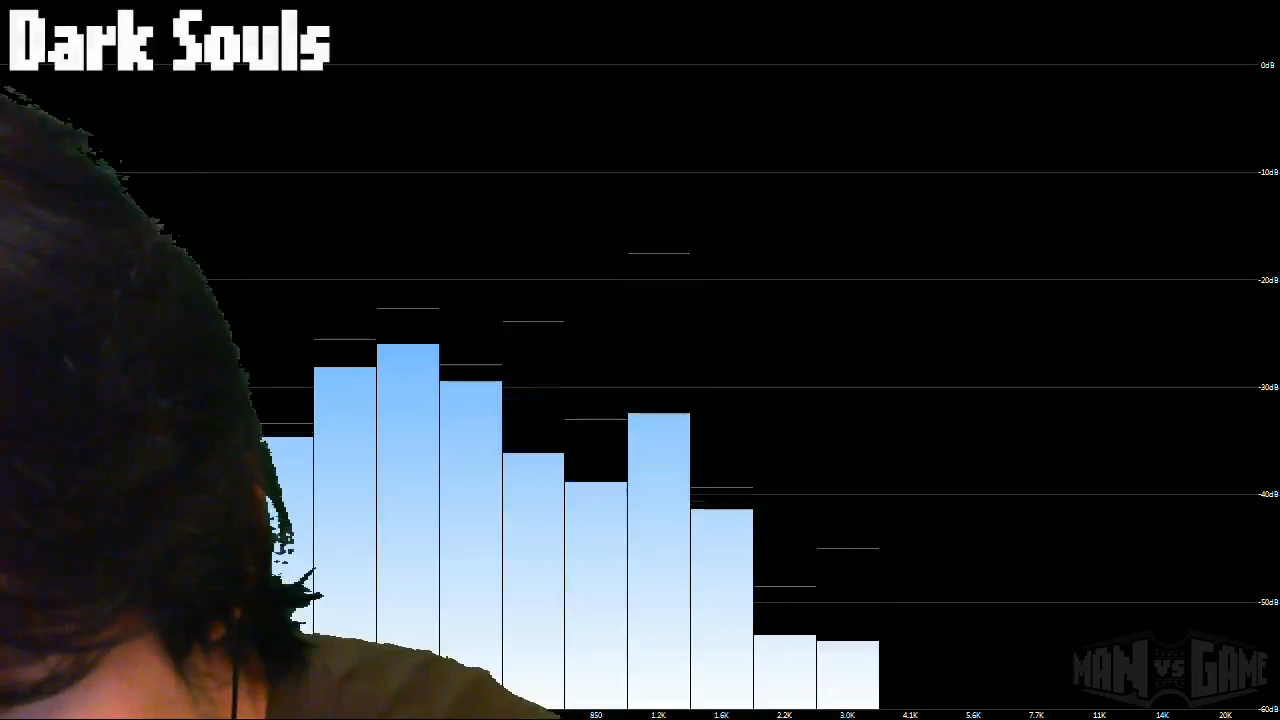 Dark Souls
0dB
-10dB
-20dB
-30dB
-40dB
-50dB
MAN VS GAME
-60dB
850 1.2K 1.6K 2.2K 3.0K 4.1K 5.6K 7.7K 11K 14K 20K